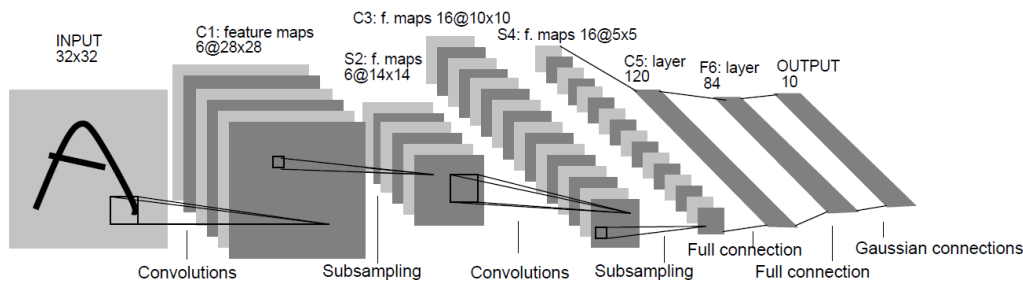 INPUT
32x32
C1: feature maps
6@28x28
S2: f. maps
6@14x14
C3: f. maps 16@10x10
S4: f. maps 16@5x5
C5: layer
120
F6: layer
84
OUTPUT
10
Convolutions
Subsampling
Convolutions
Subsampling
Full connection
Full connection
Gaussian connections
A